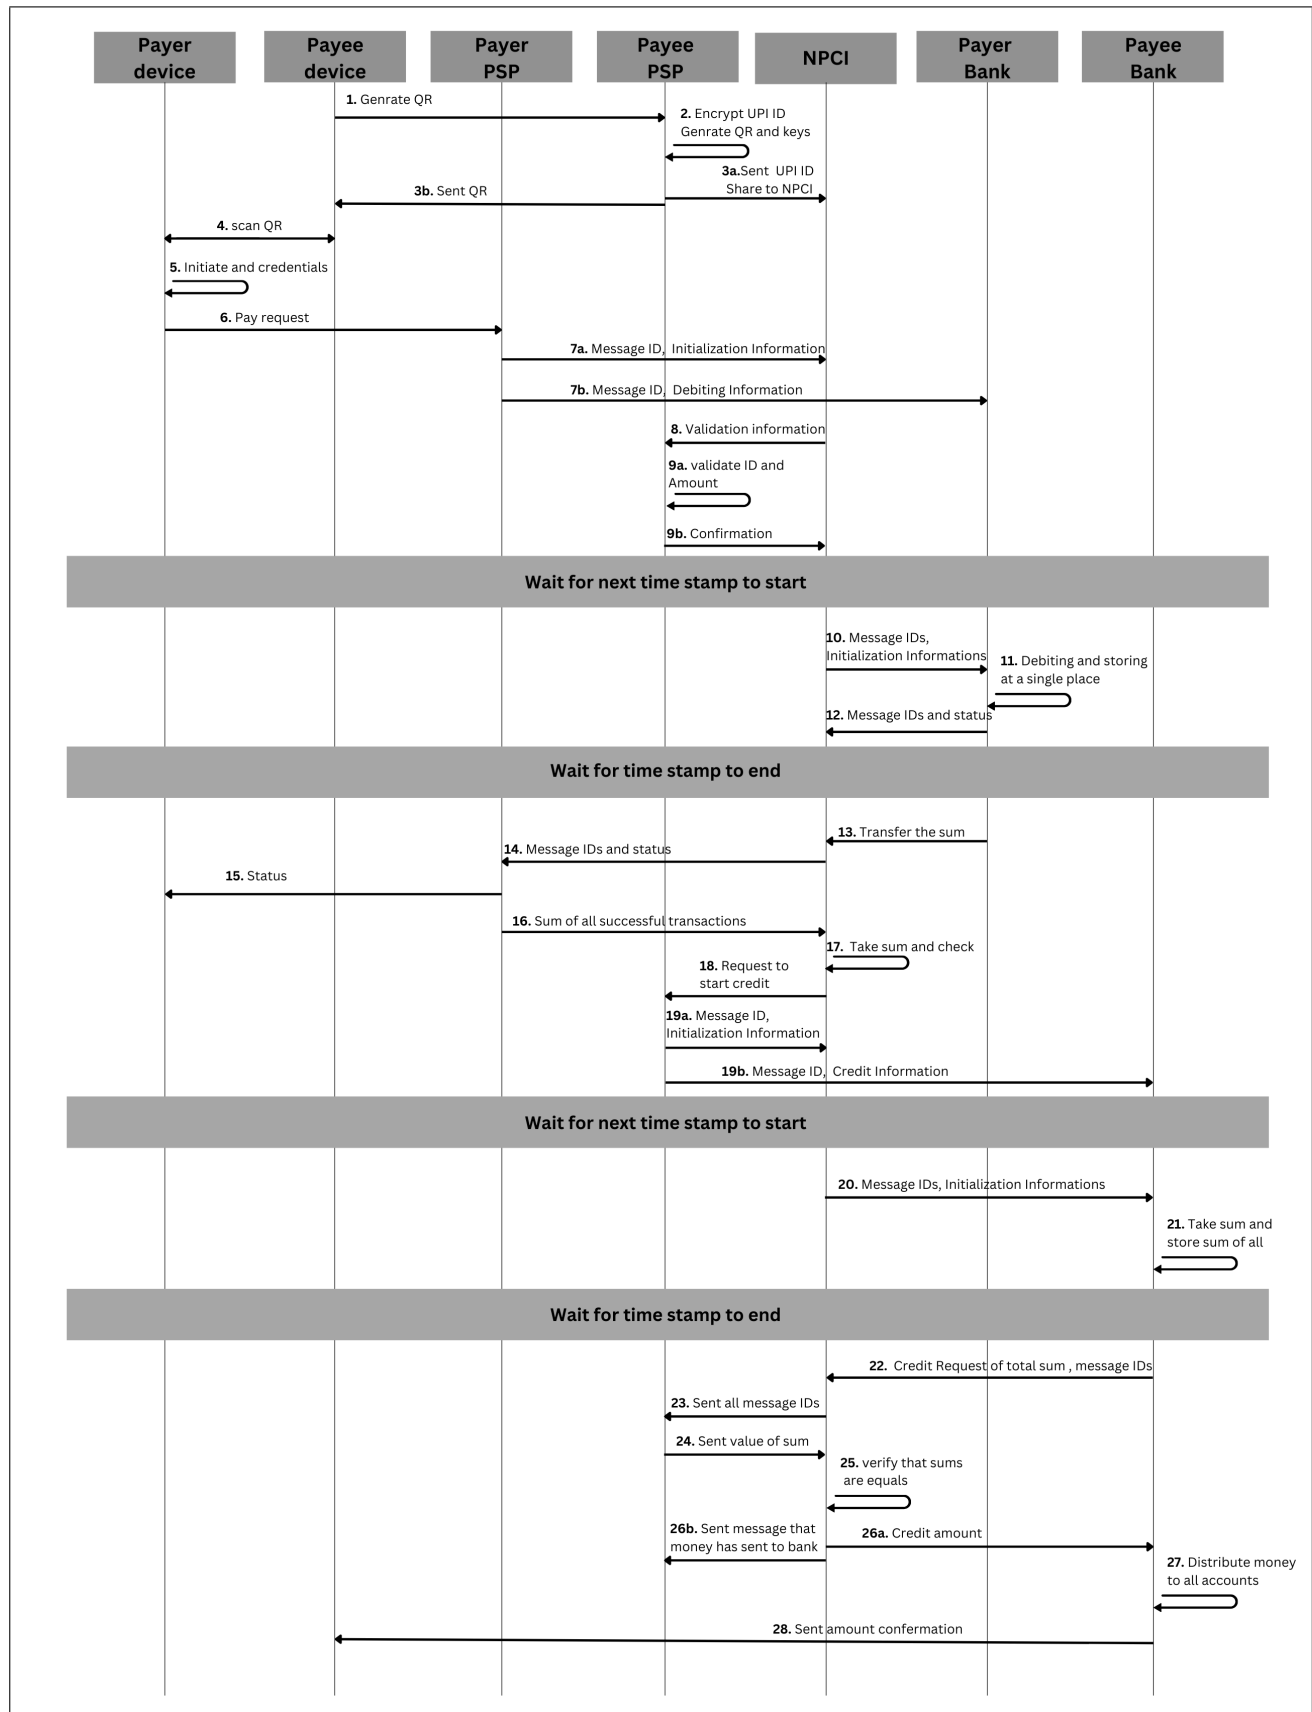 Payer
device
Payee
device
Payer
PSP
Payee
PSP
NPCI
Payer
Bank
Payee
Bank
1. Genrate QR
2. Encrypt UPI ID
Genrate QR and keys
3a.Sent UPI ID
Share to NPCI
3b. Sent QR
4. scan QR
5. Initiate and credentials
6. Pay request
7a. Message ID, Initialization Information
7b. Message ID, Debiting Information
8. Validation information
9a. validate ID and
Amount
9b. Confirmation
Wait for next time stamp to start
10. Message IDs,
Initialization Informations
11. Debiting and storing
at a single place
12. Message IDs and status
Wait for time stamp to end
13. Transfer the sum
14. Message IDs and status
15. Status
16. Sum of all successful transactions
17. Take sum and check
18. Request to
start credit
19a. Message ID,
Initialization Information
19b. Message ID, Credit Information
Wait for next time stamp to start
20. Message IDs, Initialization Informations
21. Take sum and
store sum of all
Wait for time stamp to end
22. Credit Request of total sum , message IDs
23. Sent all message IDs
24. Sent value of sum
25. verify that sums
are equals
26b. Sent message that
money has sent to bank
26a. Credit amount
27. Distribute money
to all accounts
28. Sent amount confermation